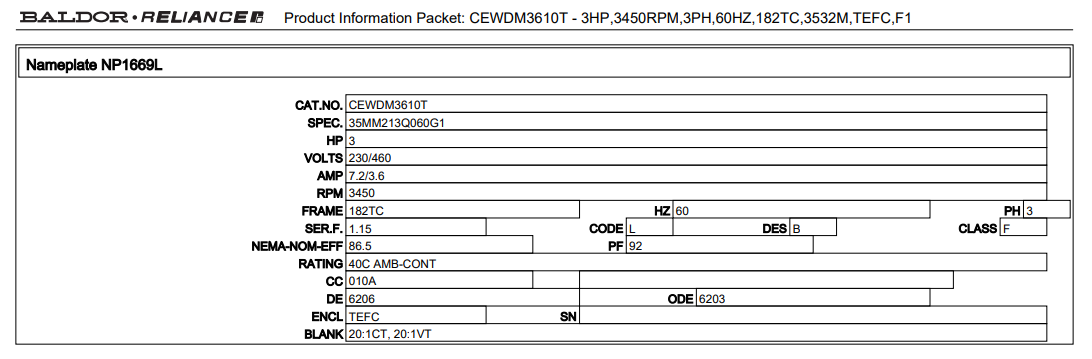 BALDOR • RELIANCE Product Information Packet: CEWDM3610T - 3HP,3450RPM,3PH,60HZ,182TC,3532M,TEFC,F1
Nameplate NP1669L
CAT.NO. CEWDM3610T
SPEC. 35MM213Q060G1
HP 3
VOLTS 230/460
AMP 7.2/3.6
RPM 3450
FRAME 182TC HZ 60 PH 3
SER.F. 1.15 CODE L DES B CLASS F
NEMA-NOM-EFF 86.5 PF 92
RATING 40C AMB-CONT
CC 010A
DE 6206 ODE 6203
ENCL TEFC SN
BLANK 20:1CT, 20:1VT